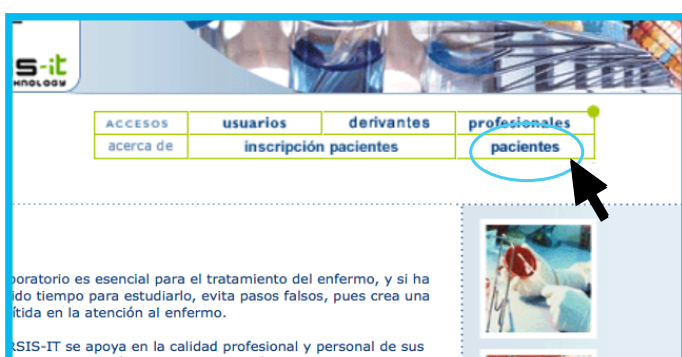 s-it
HNOLOGY
ACCESOS usuarios derivantes profesionales
acerca de inscripción pacientes pacientes
boratorio es esencial para el tratamiento del enfermo, y si ha
ido tiempo para estudiarlo, evita pasos falsos, pues crea una
ítida en la atención al enfermo.
RSIS-IT se apoya en la calidad profesional y personal de sus